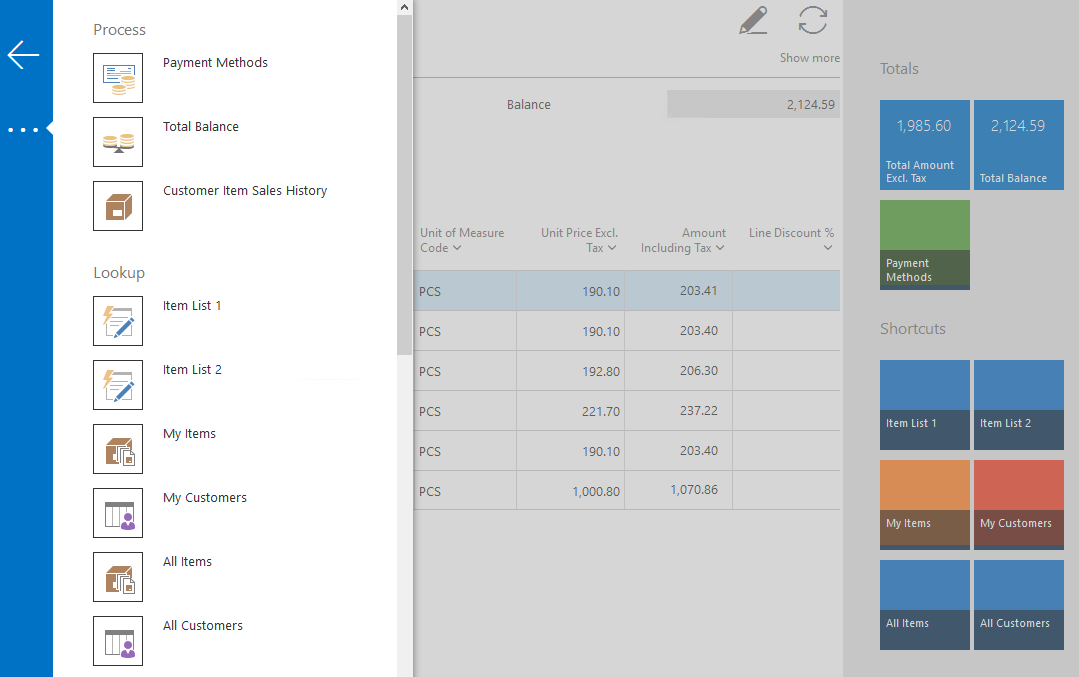 Process
Payment Methods
Total Balance
Customer Item Sales History
Lookup
Item List 1
Item List 2
My Items
My Customers
All Items
All Customers
Show more
Balance
2,124.59
Unit of Measure
Code
Unit Price Excl.
Tax
Amount
Including Tax
Line Discount %
PCS 190.10 203.41
PCS 190.10 203.40
PCS 192.80 206.30
PCS 221.70 237.22
PCS 190.10 203.40
PCS 1,000.80 1,070.86
Totals
1,985.60
Total Amount
Excl. Tax
2,124.59
Total Balance
Payment
Methods
Shortcuts
Item List 1
Item List 2
My Items
My Customers
All Items
All Customers